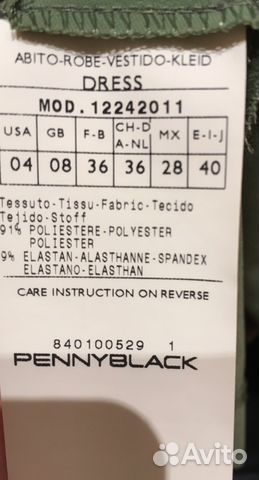 ABITO-ROBE-VESTIDO-KLEID
DRESS
MOD. 12242011
USA GB F-B CH-D A-NL MX E-I-J
04 08 36 36 28 40
Tessuto-Tissu-Fabric-Tecido
Tejido-Stoff
91% POLIESTERE-POLYESTER
POLIESTER
9% ELASTAN-ALASTHANNE-SPANDEX
ELASTANO-ELASTHAN
CARE INSTRUCTION ON REVERSE
840100529 1
PENNYBLACK
Avito